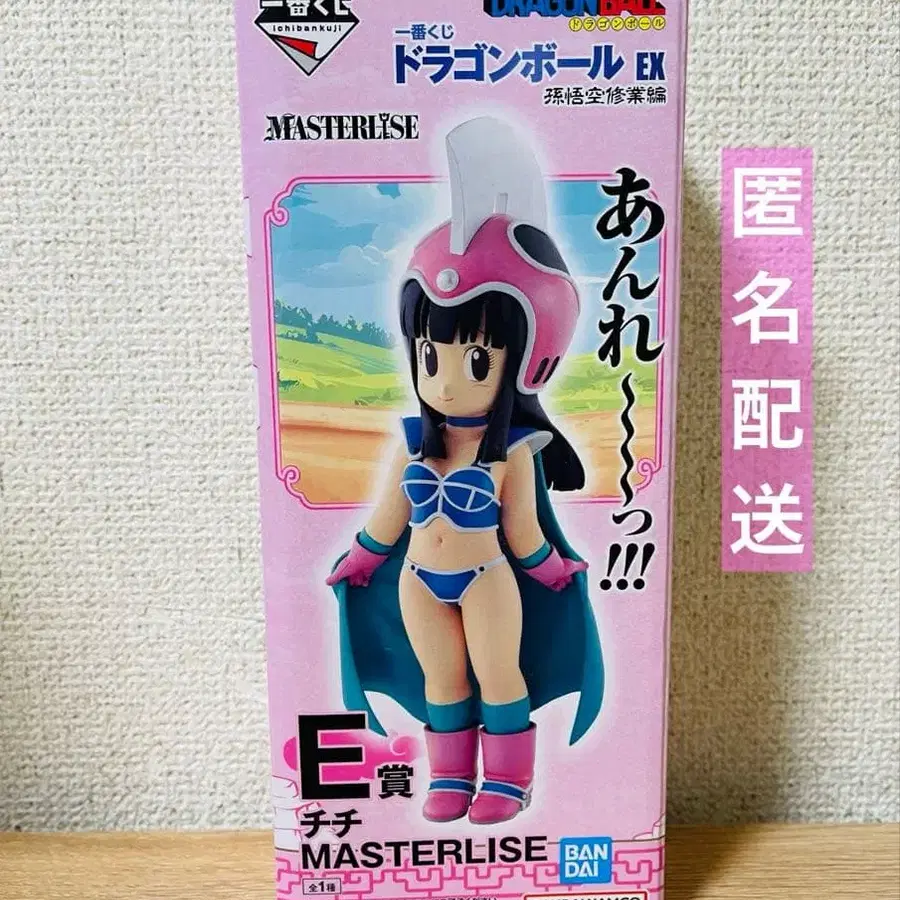 一番くじ
ichibankuji
DRAGON BALL
ドラゴンボール
一番くじ
ドラゴンボール EX
孫悟空修業編
MASTERLISE
あんれ〜〜〜っ!!!
匿名配送
E賞
チチ
MASTERLISE
全1種
BANDAI